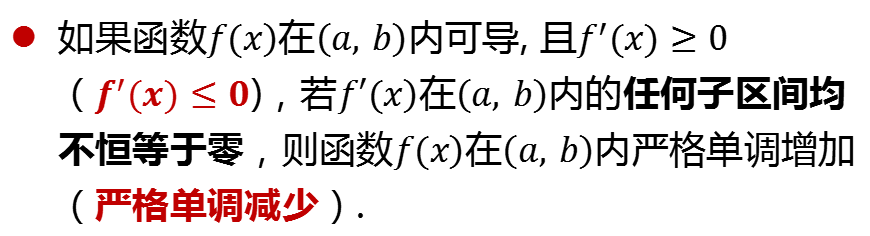 ● 如果函数f(x)在(a, b)内可导, 且f′(x) ≥ 0
（f′(x) ≤ 0），若f′(x)在(a, b)内的任何子区间均
不恒等于零，则函数f(x)在(a, b)内严格单调增加
（严格单调减少）.